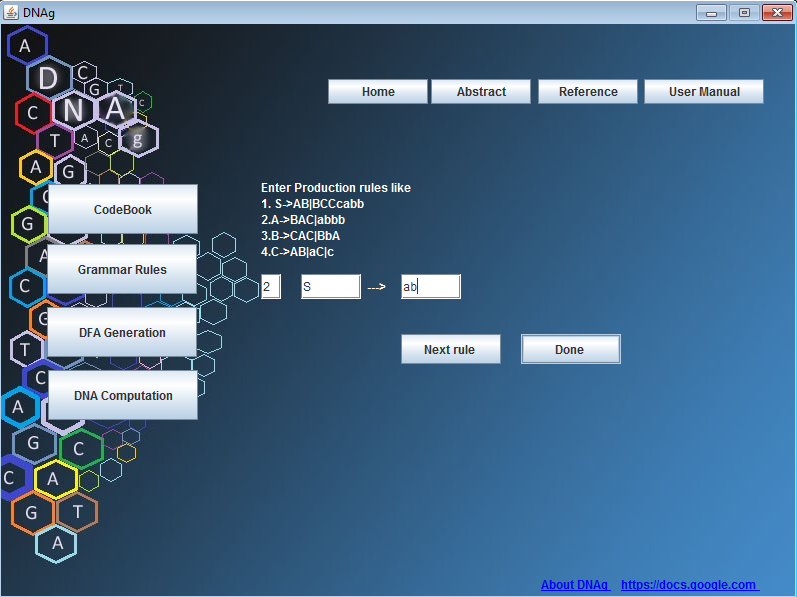 DNAg
A
D C
G T
C N A C
T A C g
A G
C
G
A
C
G
T
C
A
G C
C A
G T
A
Home Abstract Reference User Manual
CodeBook
Grammar Rules
DFA Generation
DNA Computation
Enter Production rules like
1. S->AB|BCCcabb
2.A->BAC|abbb
3.B->CAC|BbA
4.C->AB|aC|c
2 S ---> ab
Next rule Done
About DNAg https://docs.google.com